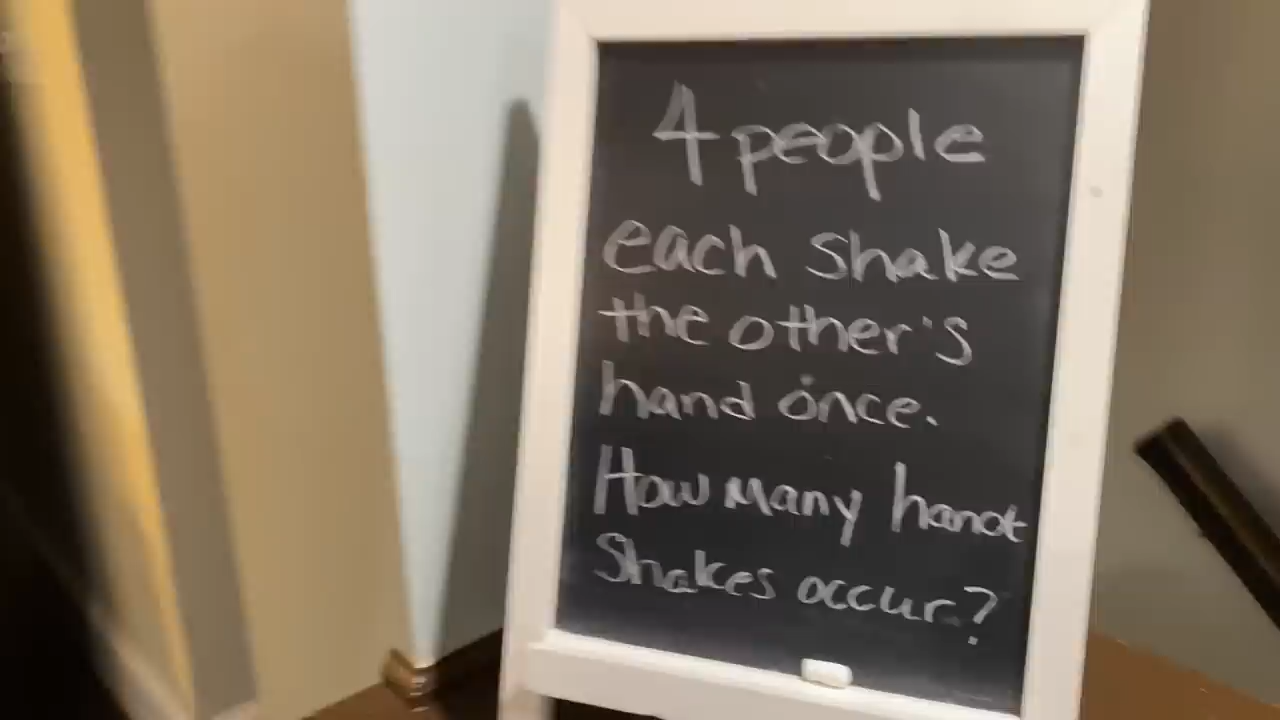 4 people
each shake
the other's
hand once.
How many hand
Shakes occur?